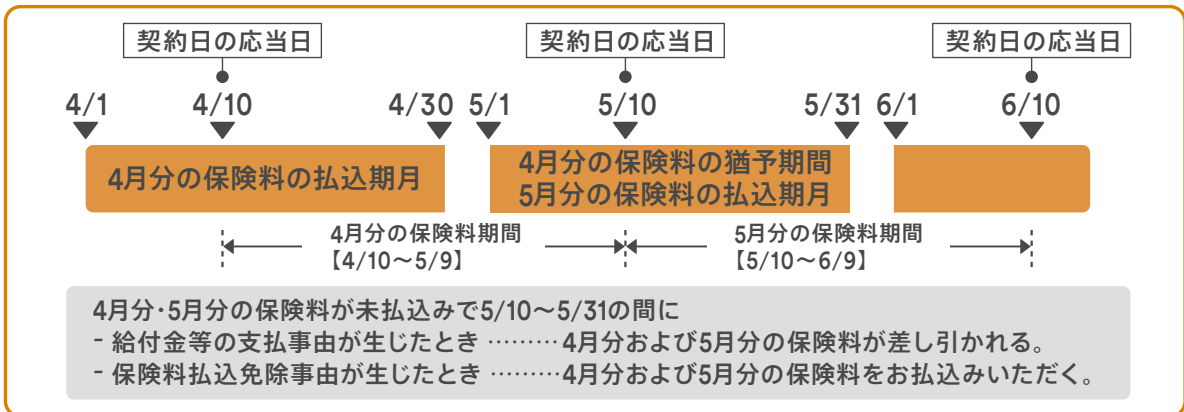 契約日の応当日 契約日の応当日 契約日の応当日
4/1 4/10 4/30 5/1 5/10 5/31 6/1 6/10
4月分の保険料の払込期月
4月分の保険料の猶予期間
5月分の保険料の払込期月
4月分の保険料期間
【4/10〜5/9】
5月分の保険料期間
【5/10〜6/9】
4月分・5月分の保険料が未払込みで5/10〜5/31の間に
- 給付金等の支払事由が生じたとき ……… 4月分および5月分の保険料が差し引かれる。
- 保険料払込免除事由が生じたとき ……… 4月分および5月分の保険料をお払込みいただく。